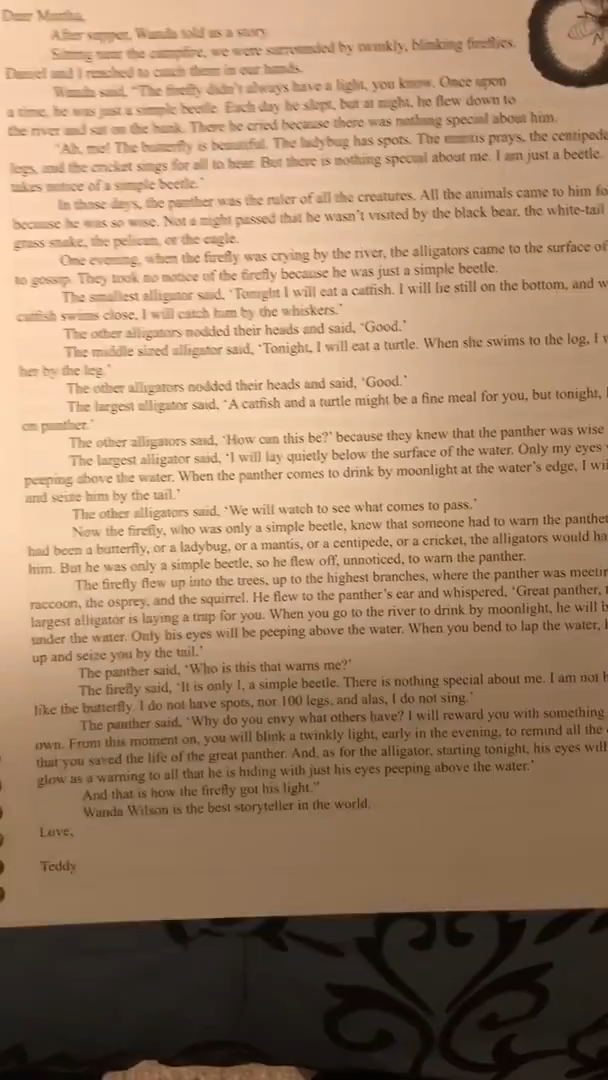 Dear Martha,
After supper, Wanda told us a story.
Sitting near the campfire, we were surrounded by twinkly, blinking fireflies.
Daniel and I reached to catch them in our hands.
Wanda said, "The firefly didn't always have a light, you know. Once upon
a time, he was just a simple beetle. Each day he slept, but at night, he flew down to
the river and sat on the bank. There he cried because there was nothing special about him.
'Ah, me! The butterfly is beautiful. The ladybug has spots. The mantis prays, the centipede
legs, and the cricket sings for all to hear. But there is nothing special about me. I am just a beetle.
takes notice of a simple beetle.'
In those days, the panther was the ruler of all the creatures. All the animals came to him fo
because he was so wise. Not a night passed that he wasn't visited by the black bear, the white-tail
grass snake, the pelican, or the eagle.
One evening, when the firefly was crying by the river, the alligators came to the surface of
to gossip. They took no notice of the firefly because he was just a simple beetle.
The smallest alligator said, 'Tonight I will eat a catfish. I will lie still on the bottom, and w
catfish swims close, I will catch him by the whiskers.'
The other alligators nodded their heads and said, 'Good.'
The middle sized alligator said, 'Tonight, I will eat a turtle. When she swims to the log, I w
her by the leg.'
The other alligators nodded their heads and said, 'Good.'
The largest alligator said, 'A catfish and a turtle might be a fine meal for you, but tonight, I
on panther.'
The other alligators said, 'How can this be?' because they knew that the panther was wise
The largest alligator said, 'I will lay quietly below the surface of the water. Only my eyes
peeping above the water. When the panther comes to drink by moonlight at the water's edge, I wi
and seize him by the tail.'
The other alligators said, 'We will watch to see what comes to pass.'
Now the firefly, who was only a simple beetle, knew that someone had to warn the panthe
had been a butterfly, or a ladybug, or a mantis, or a centipede, or a cricket, the alligators would ha
him. But he was only a simple beetle, so he flew off, unnoticed, to warn the panther.
The firefly flew up into the trees, up to the highest branches, where the panther was meetin
raccoon, the osprey, and the squirrel. He flew to the panther's ear and whispered, 'Great panther,
largest alligator is laying a trap for you. When you go to the river to drink by moonlight, he will b
under the water. Only his eyes will be peeping above the water. When you bend to lap the water,
up and seize you by the tail.'
The panther said, 'Who is this that warns me?'
The firefly said, 'It is only I, a simple beetle. There is nothing special about me. I am not b
like the butterfly. I do not have spots, nor 100 legs, and alas, I do not sing.'
The panther said, 'Why do you envy what others have? I will reward you with something
own. From this moment on, you will blink a twinkly light, early in the evening, to remind all the
that you saved the life of the great panther. And, as for the alligator, starting tonight, his eyes will
glow as a warning to all that he is hiding with just his eyes peeping above the water.'
And that is how the firefly got his light."
Wanda Wilson is the best storyteller in the world.
Love,
Teddy